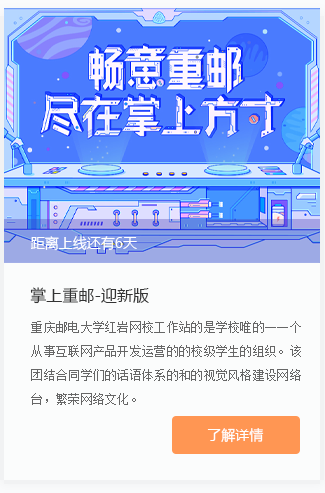 畅意重邮
尽在掌上方寸
距离上线还有6天
掌上重邮-迎新版
重庆邮电大学红岩网校工作站的是学校唯的一一个
从事互联网产品开发运营的的校级学生的组织。该
团结合同学们的话语体系的和的视觉风格建设网络
台，繁荣网络文化。
了解详情